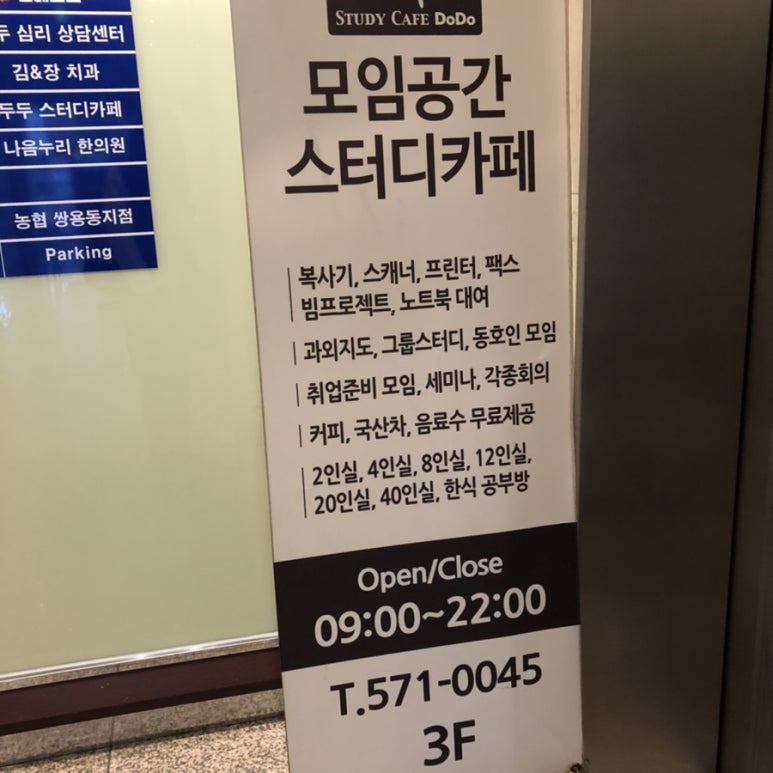 두 심리 상담센터
김&장 치과
두두 스터디카페
나음누리 한의원
농협 쌍용동지점
Parking
STUDY CAFE DoDo
모임공간
스터디카페
복사기, 스캐너, 프린터, 팩스
빔프로젝트, 노트북 대여
과외지도, 그룹스터디, 동호인 모임
취업준비 모임, 세미나, 각종회의
커피, 국산차, 음료수 무료제공
2인실, 4인실, 8인실, 12인실,
20인실, 40인실, 한식 공부방
Open/Close
09:00~22:00
T.571-0045
3F